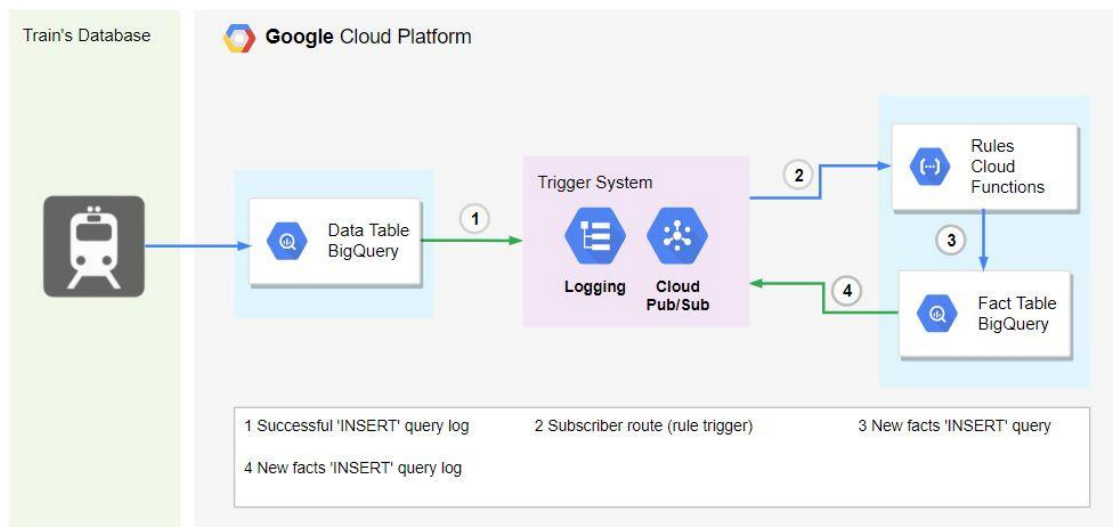 Train's Database
Google Cloud Platform
Data Table
BigQuery
1
Trigger System
Logging
Cloud
Pub/Sub
2
Rules
Cloud
Functions
3
Fact Table
BigQuery
4
1 Successful 'INSERT' query log
2 Subscriber route (rule trigger)
3 New facts 'INSERT' query
4 New facts 'INSERT' query log